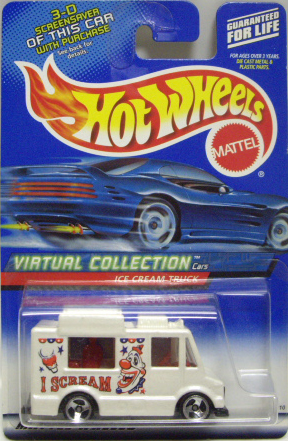 3-D
SCREENSAVER
OF THIS CAR
WITH PURCHASE
See back for
details.
GUARANTEED
FOR LIFE
FOR AGES OVER 3 YEARS.
DIE CAST METAL &
PLASTIC PARTS.
HOT WHEELS
MATTEL
VIRTUAL COLLECTION™
Cars
ICE CREAM TRUCK
I SCREAM